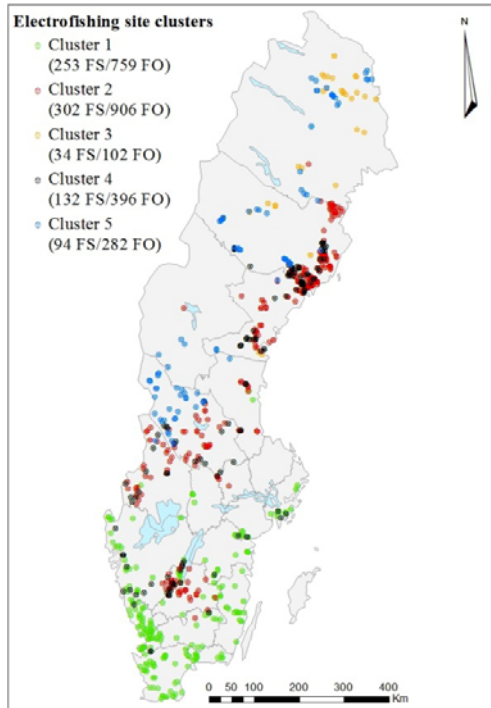 Electrofishing site clusters
Cluster 1
(253 FS/759 FO)
Cluster 2
(302 FS/906 FO)
Cluster 3
(34 FS/102 FO)
Cluster 4
(132 FS/396 FO)
Cluster 5
(94 FS/282 FO)
N
0 50 100 200 300 400
Km